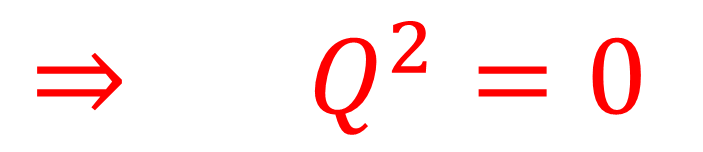 ⇒ Q² = 0